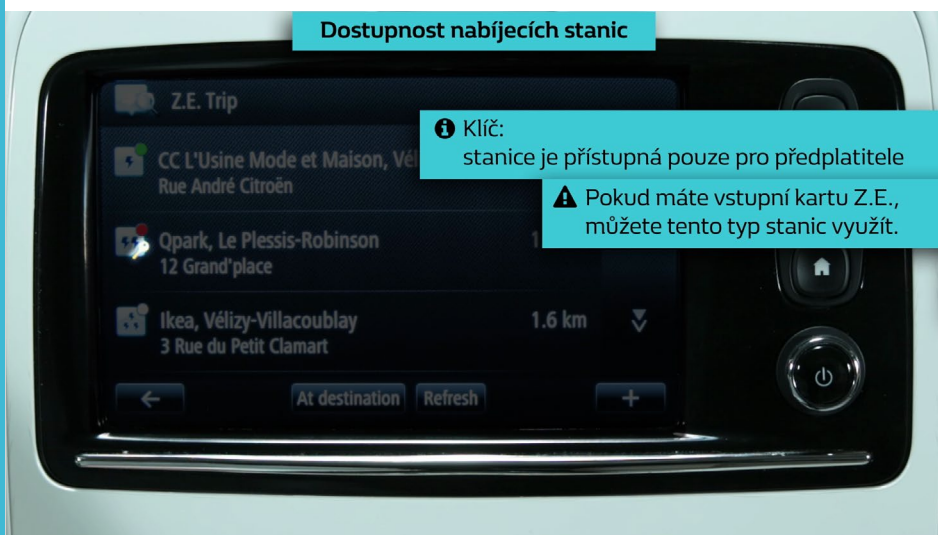 Dostupnost nabíjecích stanic
Z.E. Trip
Klíč:
stanice je přístupná pouze pro předplatitele
CC L'Usine Mode et Maison, Vél
Rue André Citroën
Pokud máte vstupní kartu Z.E.,
můžete tento typ stanic využít.
Qpark, Le Plessis-Robinson
12 Grand'place
Ikea, Vélizy-Villacoublay
1.6 km
3 Rue du Petit Clamart
At destination
Refresh